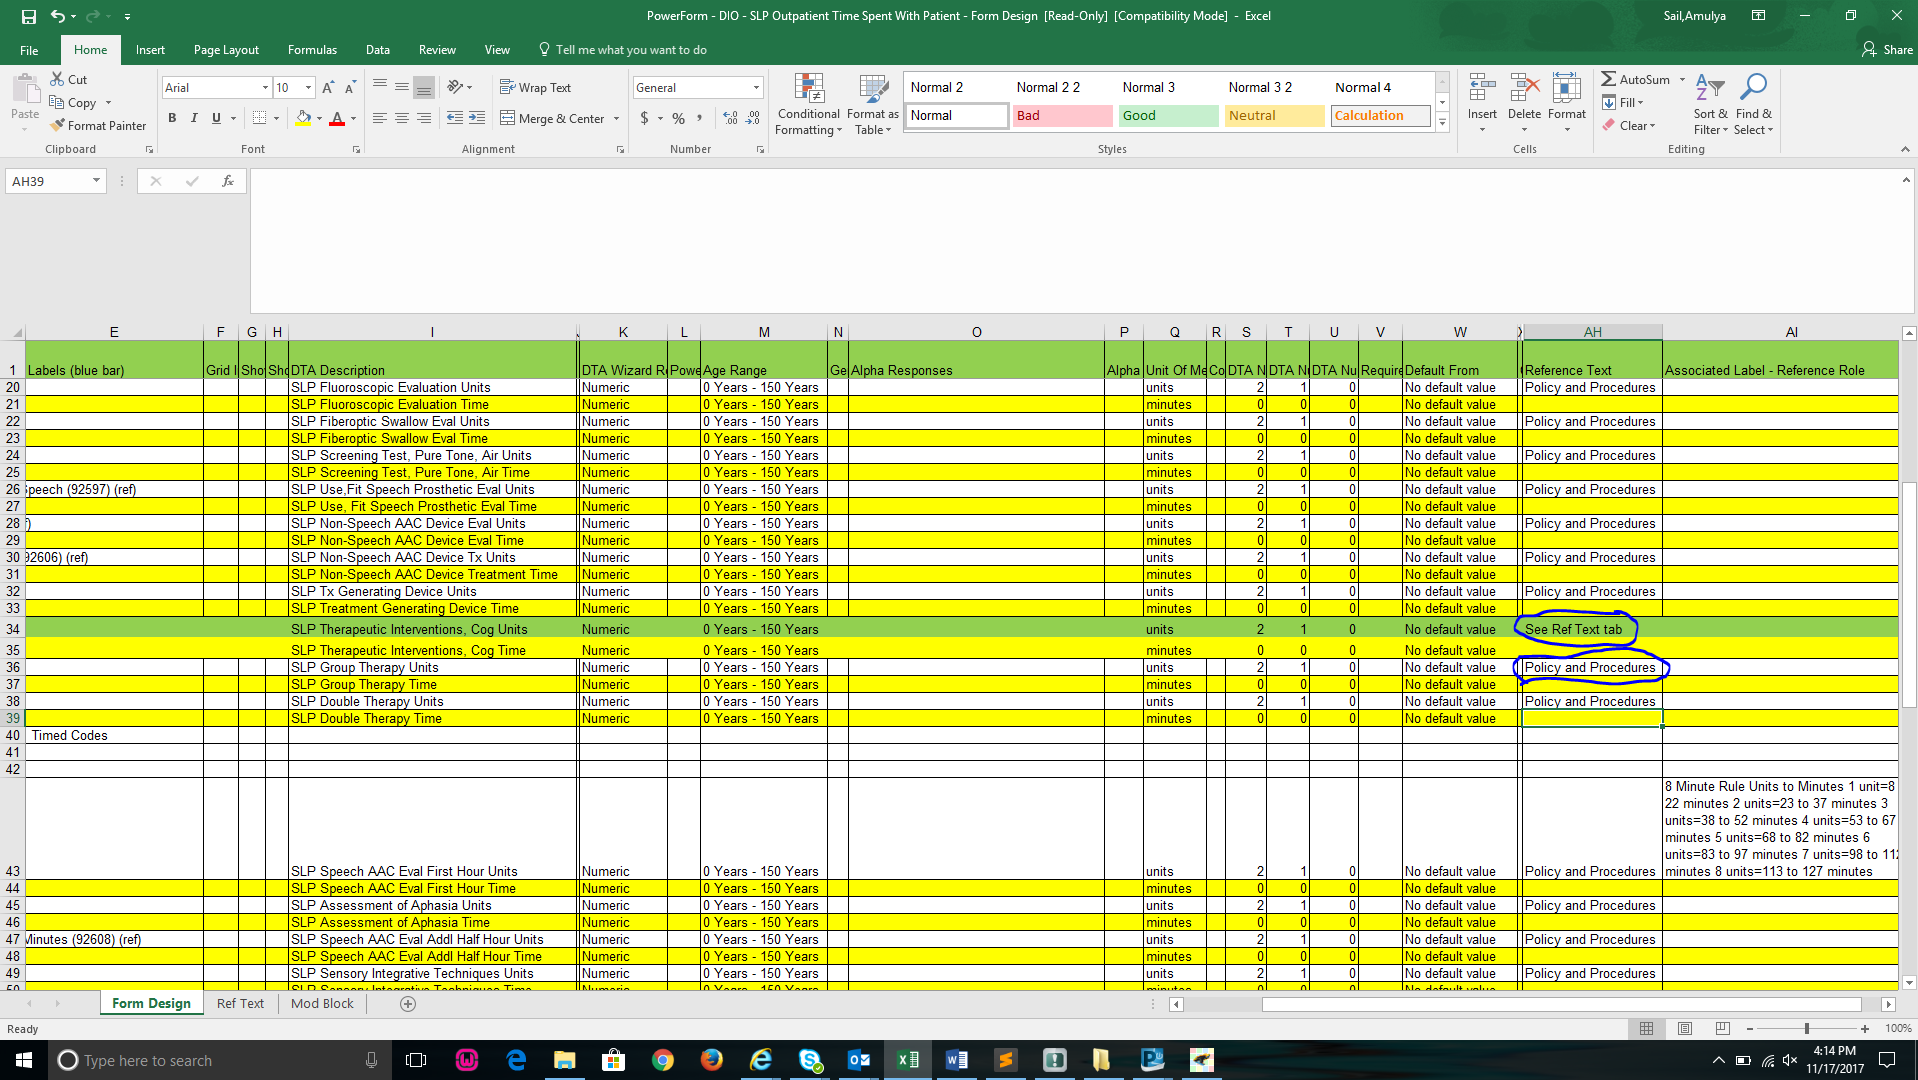 PowerForm - DIO - SLP Outpatient Time Spent With Patient - Form Design [Read-Only] [Compatibility Mode] - Excel
Sail,Amulya
File Home Insert Page Layout Formulas Data Review View Tell me what you want to do Share
Paste Cut Copy Format Painter
Arial 10
B I U
Wrap Text
Merge & Center
General
$ % ,
Conditional Formatting Format as Table
Normal 2 Normal 2 2 Normal 3 Normal 3 2 Normal 4
Normal Bad Good Neutral Calculation
Insert Delete Format
AutoSum Fill Clear
Sort & Filter Find & Select
Clipboard Font Alignment Number Styles Cells Editing
AH39 fx
E F G H I K L M N O P Q R S T U V W AH AI
1 Labels (blue bar) Grid I Sho Sho DTA Description DTA Wizard R Powe Age Range Ge Alpha Responses Alpha Unit Of Me Co DTA N DTA N DTA Nu Require Default From Reference Text Associated Label - Reference Role
20 SLP Fluoroscopic Evaluation Units Numeric 0 Years - 150 Years units 2 1 0 No default value Policy and Procedures
21 SLP Fluoroscopic Evaluation Time Numeric 0 Years - 150 Years minutes 0 0 0 No default value
22 SLP Fiberoptic Swallow Eval Units Numeric 0 Years - 150 Years units 2 1 0 No default value Policy and Procedures
23 SLP Fiberoptic Swallow Eval Time Numeric 0 Years - 150 Years minutes 0 0 0 No default value
24 SLP Screening Test, Pure Tone, Air Units Numeric 0 Years - 150 Years units 2 1 0 No default value Policy and Procedures
25 SLP Screening Test, Pure Tone, Air Time Numeric 0 Years - 150 Years minutes 0 0 0 No default value
26 Speech (92597) (ref) SLP Use,Fit Speech Prosthetic Eval Units Numeric 0 Years - 150 Years units 2 1 0 No default value Policy and Procedures
27 SLP Use, Fit Speech Prosthetic Eval Time Numeric 0 Years - 150 Years minutes 0 0 0 No default value
28 f) SLP Non-Speech AAC Device Eval Units Numeric 0 Years - 150 Years units 2 1 0 No default value Policy and Procedures
29 SLP Non-Speech AAC Device Eval Time Numeric 0 Years - 150 Years minutes 0 0 0 No default value
30 92606) (ref) SLP Non-Speech AAC Device Tx Units Numeric 0 Years - 150 Years units 2 1 0 No default value Policy and Procedures
31 SLP Non-Speech AAC Device Treatment Time Numeric 0 Years - 150 Years minutes 0 0 0 No default value
32 SLP Tx Generating Device Units Numeric 0 Years - 150 Years units 2 1 0 No default value Policy and Procedures
33 SLP Treatment Generating Device Time Numeric 0 Years - 150 Years minutes 0 0 0 No default value
34 SLP Therapeutic Interventions, Cog Units Numeric 0 Years - 150 Years units 2 1 0 No default value See Ref Text tab
35 SLP Therapeutic Interventions, Cog Time Numeric 0 Years - 150 Years minutes 0 0 0 No default value
36 SLP Group Therapy Units Numeric 0 Years - 150 Years units 2 1 0 No default value Policy and Procedures
37 SLP Group Therapy Time Numeric 0 Years - 150 Years minutes 0 0 0 No default value
38 SLP Double Therapy Units Numeric 0 Years - 150 Years units 2 1 0 No default value Policy and Procedures
39 SLP Double Therapy Time Numeric 0 Years - 150 Years minutes 0 0 0 No default value
40 Timed Codes
41
42
8 Minute Rule Units to Minutes 1 unit=8
22 minutes 2 units=23 to 37 minutes 3
units=38 to 52 minutes 4 units=53 to 67
minutes 5 units=68 to 82 minutes 6
units=83 to 97 minutes 7 units=98 to 112
43 SLP Speech AAC Eval First Hour Units Numeric 0 Years - 150 Years units 2 1 0 No default value Policy and Procedures minutes 8 units=113 to 127 minutes
44 SLP Speech AAC Eval First Hour Time Numeric 0 Years - 150 Years minutes 0 0 0 No default value
45 SLP Assessment of Aphasia Units Numeric 0 Years - 150 Years units 2 1 0 No default value Policy and Procedures
46 SLP Assessment of Aphasia Time Numeric 0 Years - 150 Years minutes 0 0 0 No default value
47 Minutes (92608) (ref) SLP Speech AAC Eval Addl Half Hour Units Numeric 0 Years - 150 Years units 2 1 0 No default value Policy and Procedures
48 SLP Speech AAC Eval Addl Half Hour Time Numeric 0 Years - 150 Years minutes 0 0 0 No default value
49 SLP Sensory Integrative Techniques Units Numeric 0 Years - 150 Years units 2 1 0 No default value Policy and Procedures
50 SLP Sensory Integrative Techniques Time Numeric 0 Years - 150 Years minutes 0 0 0 No default value
Form Design Ref Text Mod Block
Ready 100%
Type here to search
4:14 PM
11/17/2017